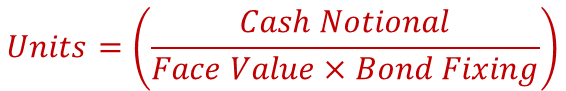 Units = (Cash Notional / Face Value × Bond Fixing)